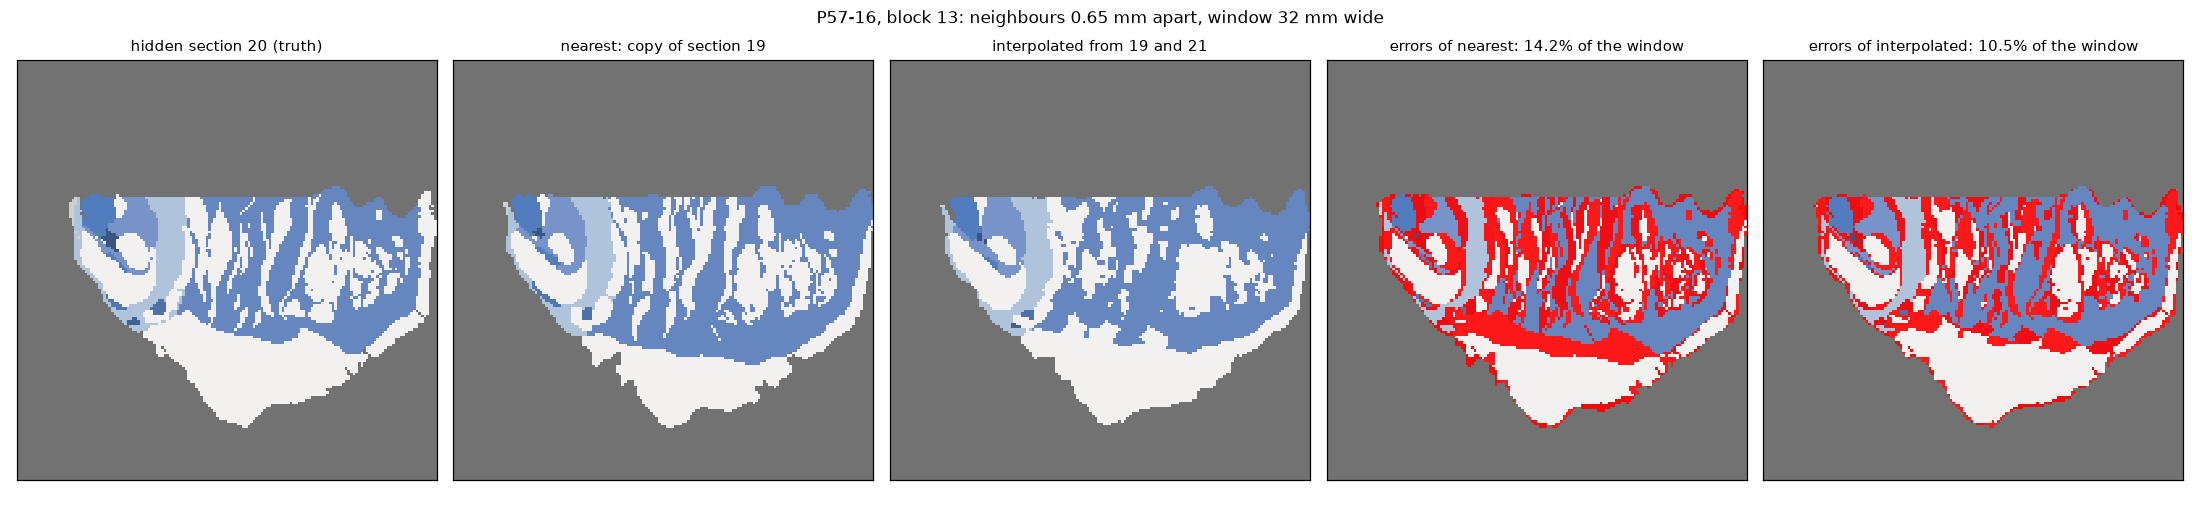 P57-16, block 13: neighbours 0.65 mm apart, window 32 mm wide
hidden section 20 (truth)
nearest: copy of section 19
interpolated from 19 and 21
errors of nearest: 14.2% of the window
errors of interpolated: 10.5% of the window